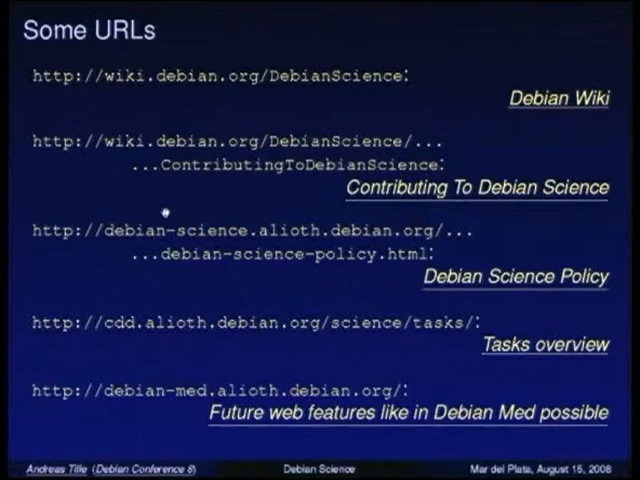 Some URLs
http://wiki.debian.org/DebianScience:
Debian Wiki
http://wiki.debian.org/DebianScience/...
...ContributingToDebianScience:
Contributing To Debian Science
http://debian-science.alioth.debian.org/...
...debian-science-policy.html:
Debian Science Policy
http://cdd.alioth.debian.org/science/tasks/:
Tasks overview
http://debian-med.alioth.debian.org/:
Future web features like in Debian Med possible
Andreas Tille (Debian Conference 8) Debian Science Mar del Plata, August 15, 2008